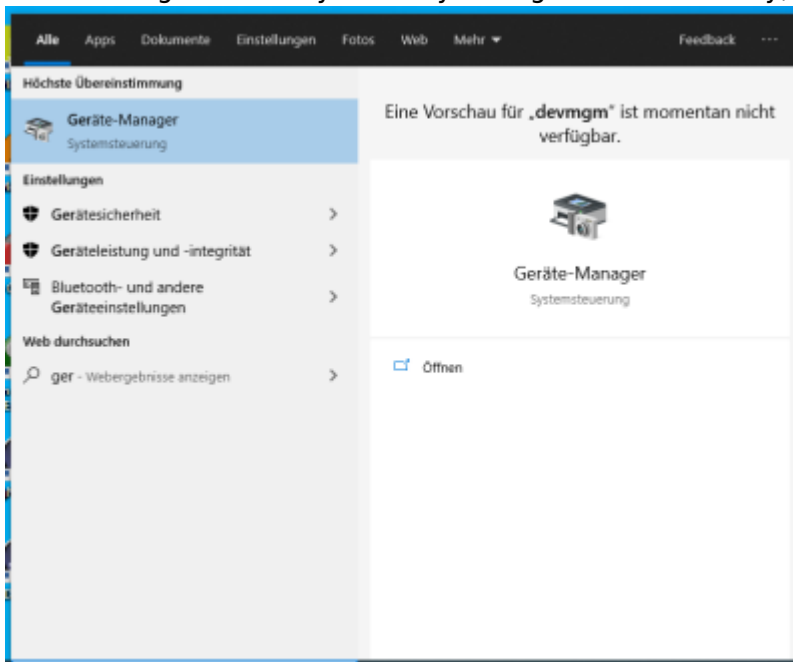 Alle Apps Dokumente Einstellungen Fotos Web Mehr Feedback ...
Höchste Übereinstimmung
Geräte-Manager
Systemsteuerung
Einstellungen
Gerätesicherheit
Geräteleistung und -integrität
Bluetooth- und andere
Geräteeinstellungen
Web durchsuchen
ger - Webergebnisse anzeigen
Eine Vorschau für „devmgm" ist momentan nicht
verfügbar.
Geräte-Manager
Systemsteuerung
Öffnen